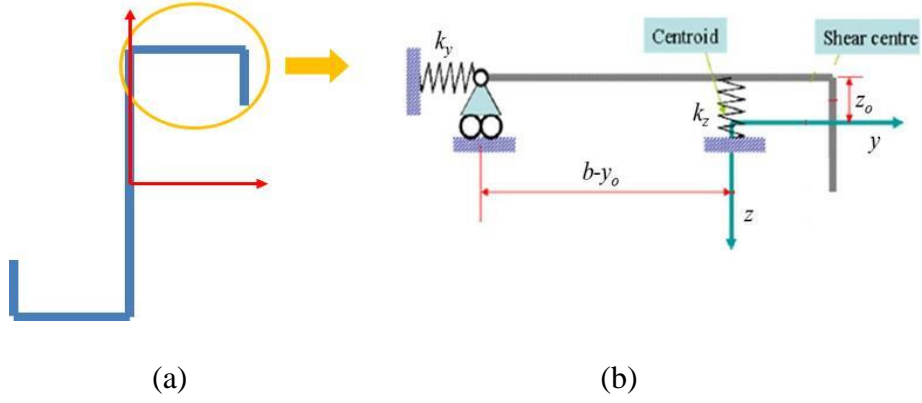 k_y
Centroid
Shear centre
k_z
z_o
y
b-y_o
z
(a)
(b)